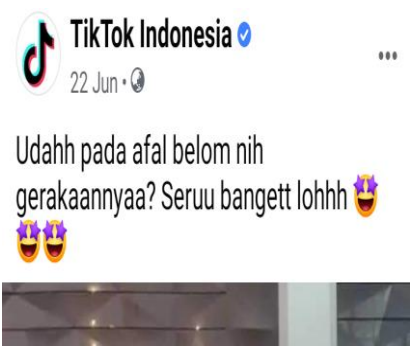 TikTok Indonesia
22 Jun •
Udahh pada afal belom nih
gerakaannyaa? Seruu bangett lohhh 🤩
🤩🤩